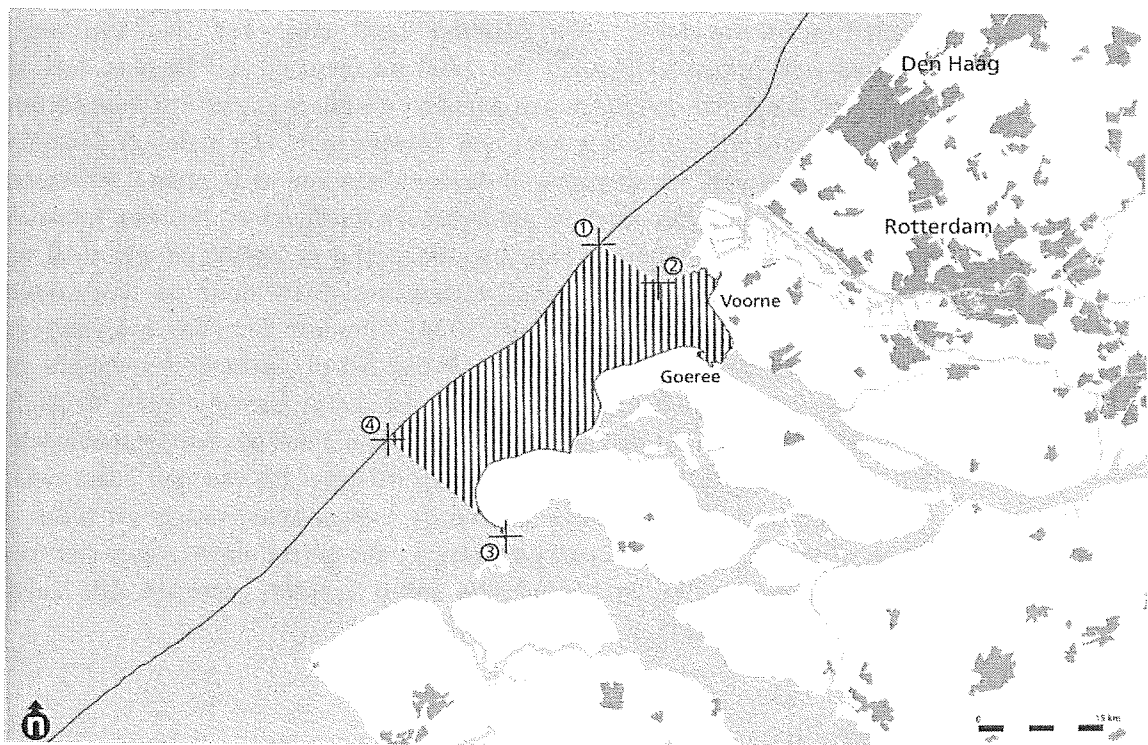 Den Haag
①
Rotterdam
②
Voorne
Goeree
④
③
n
0 15 km